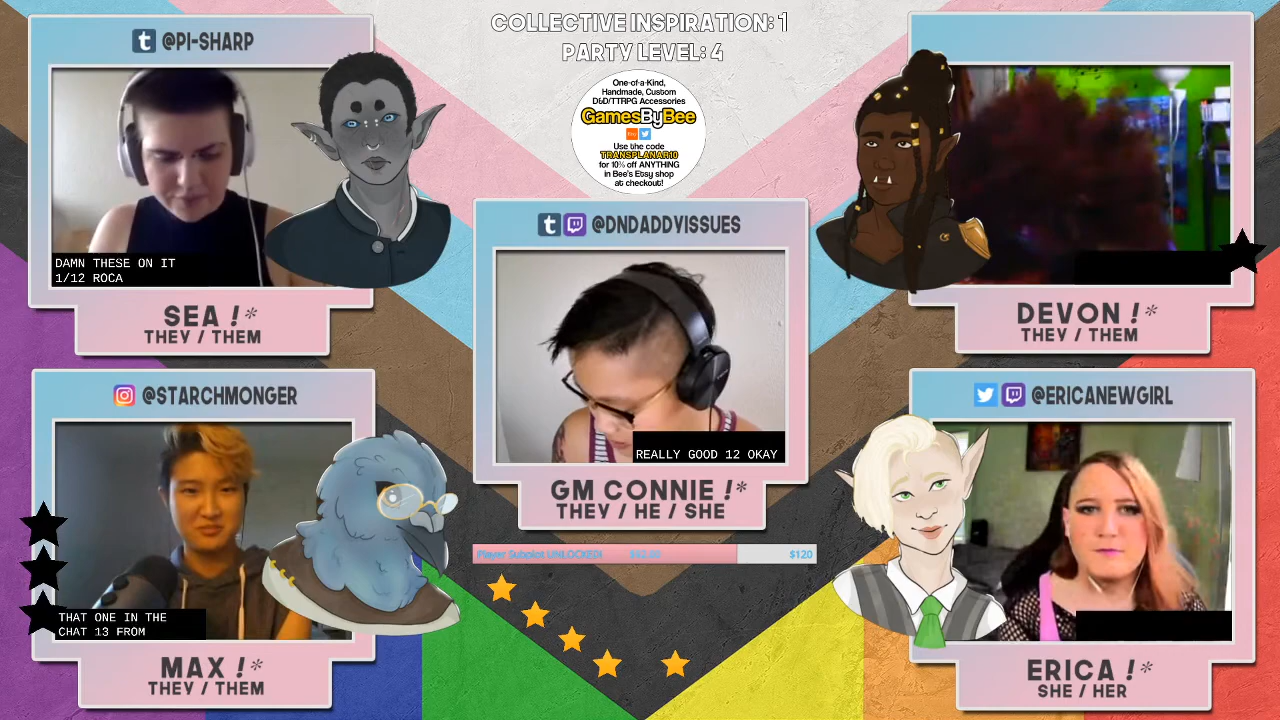 COLLECTIVE INSPIRATION: 1
PARTY LEVEL: 4
@PI-SHARP
DAMN THESE ON IT
1/12 ROCA
SEA !*
THEY / THEM
One-of-a-Kind,
Handmade, Custom
D&D/TTRPG Accessories
GamesByBee
Use the code
TRANSPLANAR10
for 10% off ANYTHING
in Bee's Etsy shop
at checkout!
DEVON !*
THEY / THEM
@DNDADDVISSUES
REALLY GOOD 12 OKAY
GM CONNIE !*
THEY / HE / SHE
Player Subplot UNLOCKED!
$120
@STARCHMONGER
THAT ONE IN THE
CHAT 13 FROM
MAX !*
THEY / THEM
@ERICANEWGIRL
ERICA !*
SHE / HER